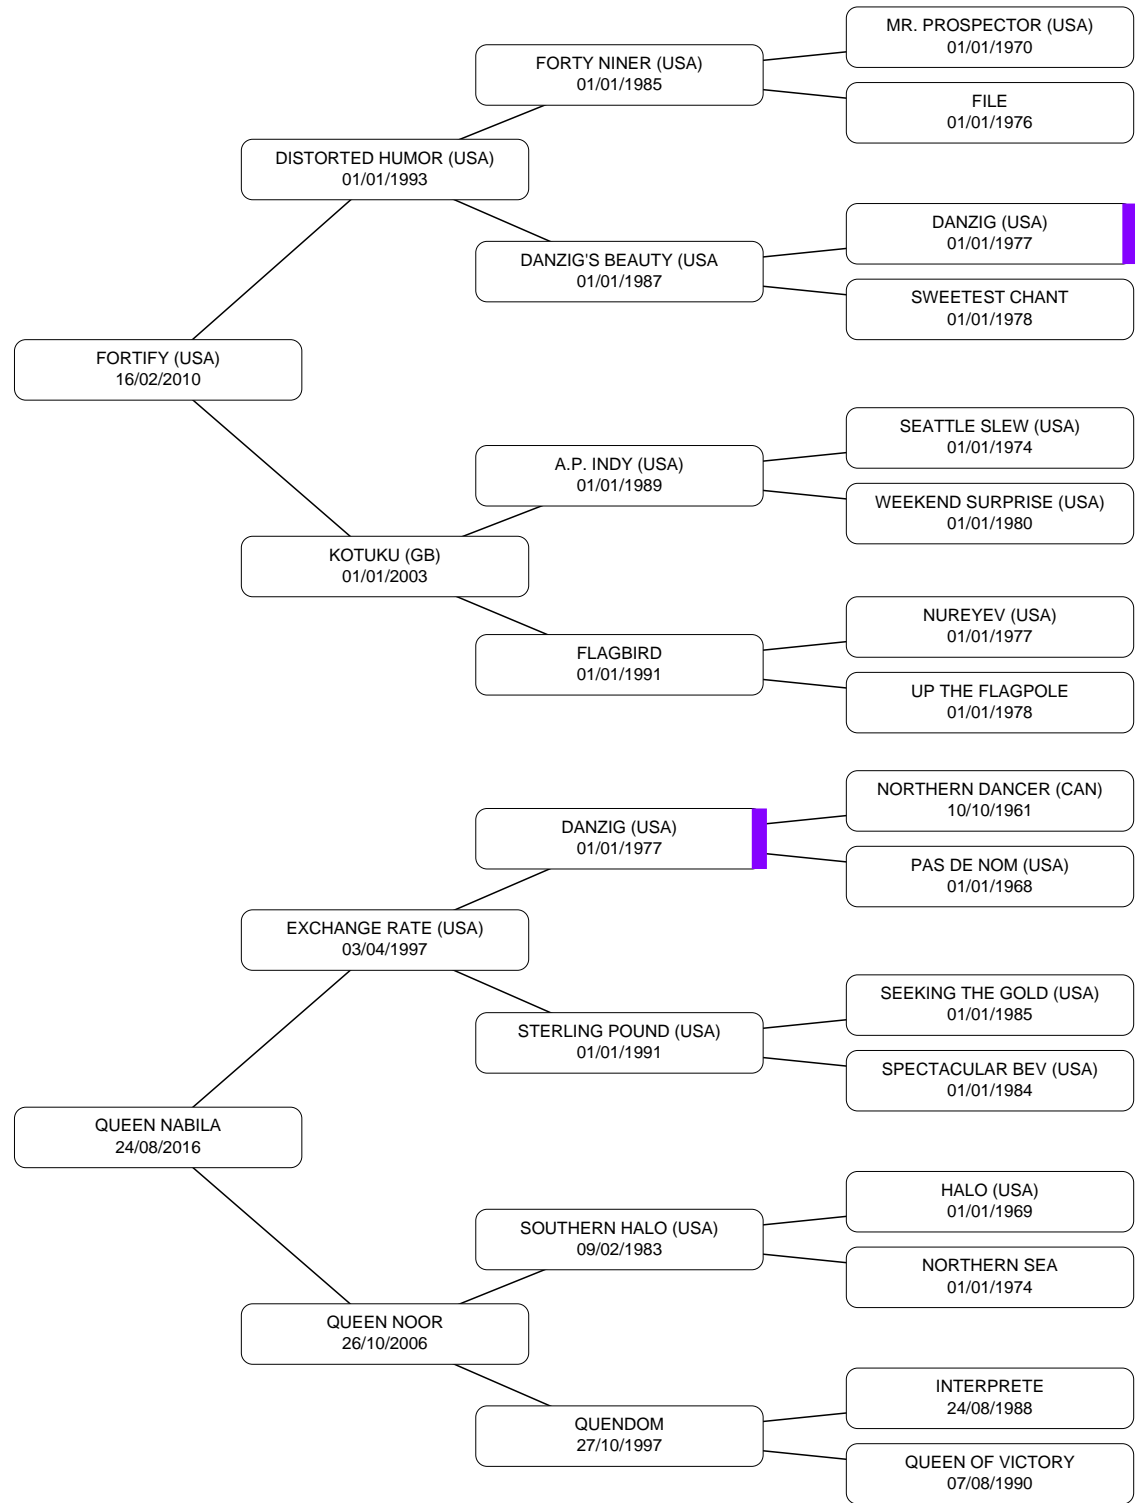 MR. PROSPECTOR (USA)
01/01/1970
FORTY NINER (USA)
01/01/1985
FILE
01/01/1976
DISTORTED HUMOR (USA)
01/01/1993
DANZIG (USA)
01/01/1977
DANZIG'S BEAUTY (USA
01/01/1987
SWEETEST CHANT
01/01/1978
FORTIFY (USA)
16/02/2010
SEATTLE SLEW (USA)
01/01/1974
A.P. INDY (USA)
01/01/1989
WEEKEND SURPRISE (USA)
01/01/1980
KOTUKU (GB)
01/01/2003
NUREYEV (USA)
01/01/1977
FLAGBIRD
01/01/1991
UP THE FLAGPOLE
01/01/1978
NORTHERN DANCER (CAN)
10/10/1961
DANZIG (USA)
01/01/1977
PAS DE NOM (USA)
01/01/1968
EXCHANGE RATE (USA)
03/04/1997
SEEKING THE GOLD (USA)
01/01/1985
STERLING POUND (USA)
01/01/1991
SPECTACULAR BEV (USA)
01/01/1984
QUEEN NABILA
24/08/2016
HALO (USA)
01/01/1969
SOUTHERN HALO (USA)
09/02/1983
NORTHERN SEA
01/01/1974
QUEEN NOOR
26/10/2006
INTERPRETE
24/08/1988
QUENDOM
27/10/1997
QUEEN OF VICTORY
07/08/1990